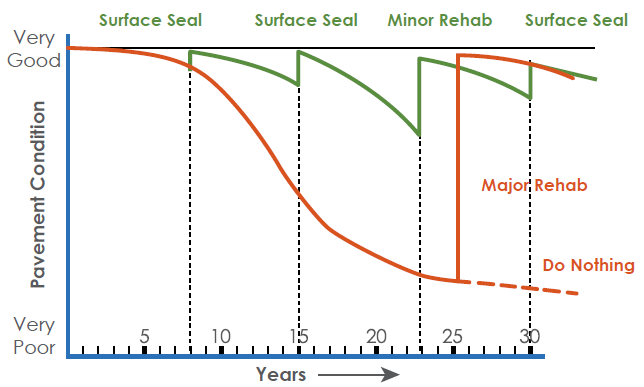 Surface Seal Surface Seal Minor Rehab Surface Seal
Very
Good
Pavement Condition
Major Rehab
Do Nothing
Very
Poor
5 10 15 20 25 30
Years